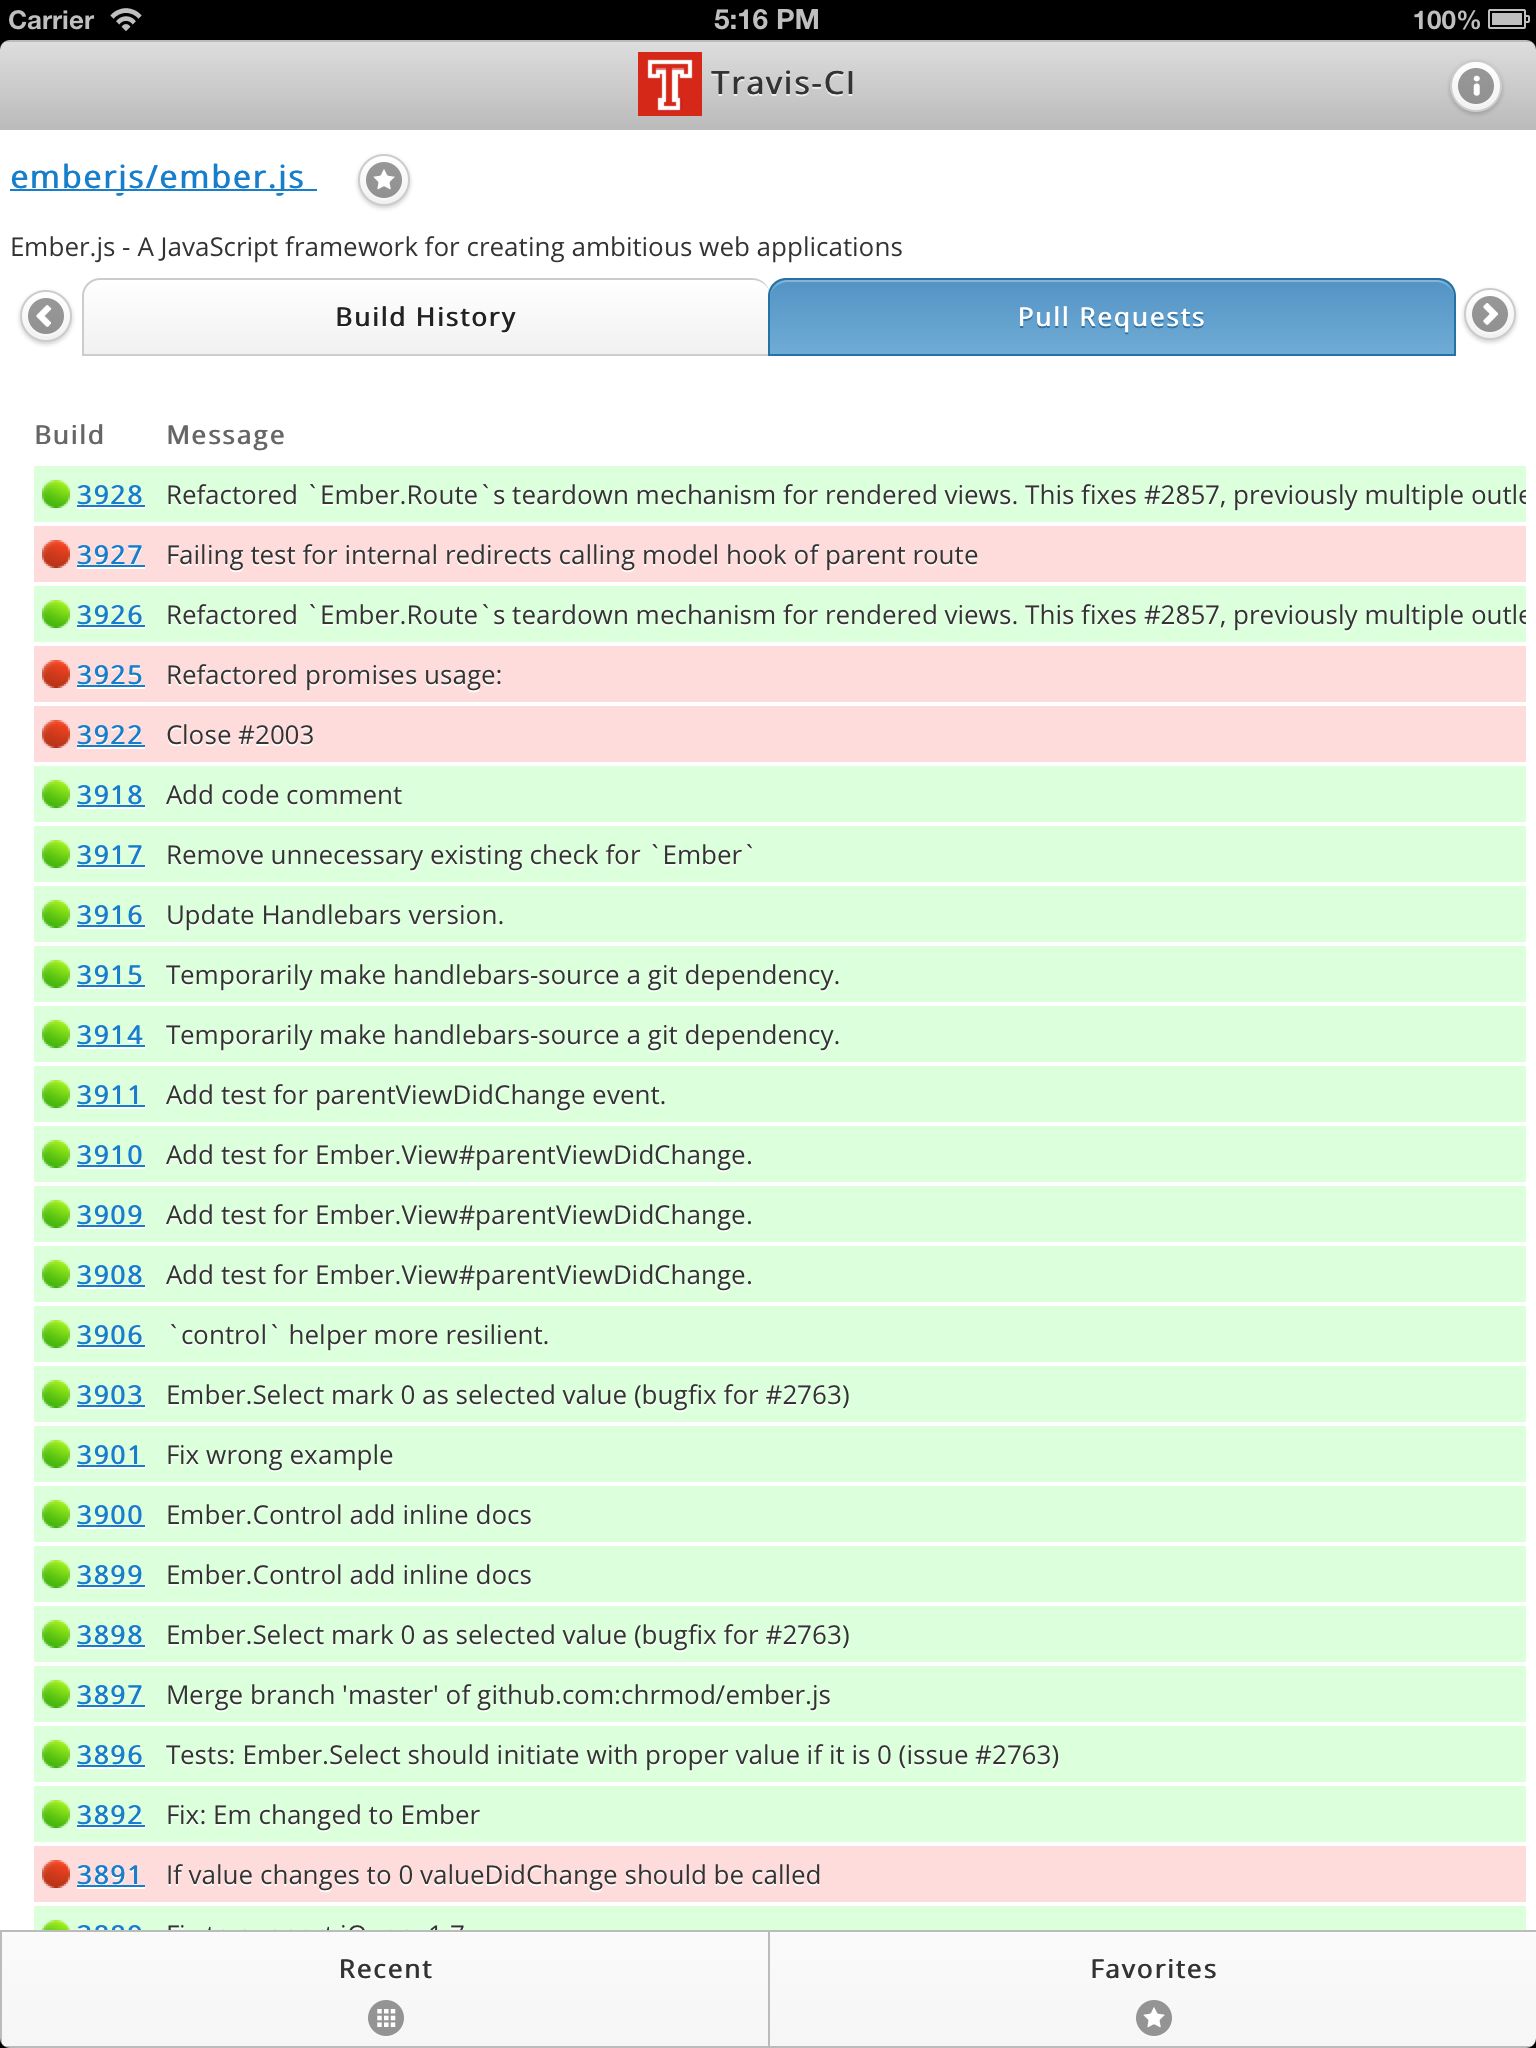 Carrier 5:16 PM 100%
T Travis-CI
emberjs/ember.js
Ember.js - A JavaScript framework for creating ambitious web applications
Build History Pull Requests
Build Message
3928 Refactored `Ember.Route`s teardown mechanism for rendered views. This fixes #2857, previously multiple outle
3927 Failing test for internal redirects calling model hook of parent route
3926 Refactored `Ember.Route`s teardown mechanism for rendered views. This fixes #2857, previously multiple outle
3925 Refactored promises usage:
3922 Close #2003
3918 Add code comment
3917 Remove unnecessary existing check for `Ember`
3916 Update Handlebars version.
3915 Temporarily make handlebars-source a git dependency.
3914 Temporarily make handlebars-source a git dependency.
3911 Add test for parentViewDidChange event.
3910 Add test for Ember.View#parentViewDidChange.
3909 Add test for Ember.View#parentViewDidChange.
3908 Add test for Ember.View#parentViewDidChange.
3906 `control` helper more resilient.
3903 Ember.Select mark 0 as selected value (bugfix for #2763)
3901 Fix wrong example
3900 Ember.Control add inline docs
3899 Ember.Control add inline docs
3898 Ember.Select mark 0 as selected value (bugfix for #2763)
3897 Merge branch 'master' of github.com:chrmod/ember.js
3896 Tests: Ember.Select should initiate with proper value if it is 0 (issue #2763)
3892 Fix: Em changed to Ember
3891 If value changes to 0 valueDidChange should be called
Recent Favorites